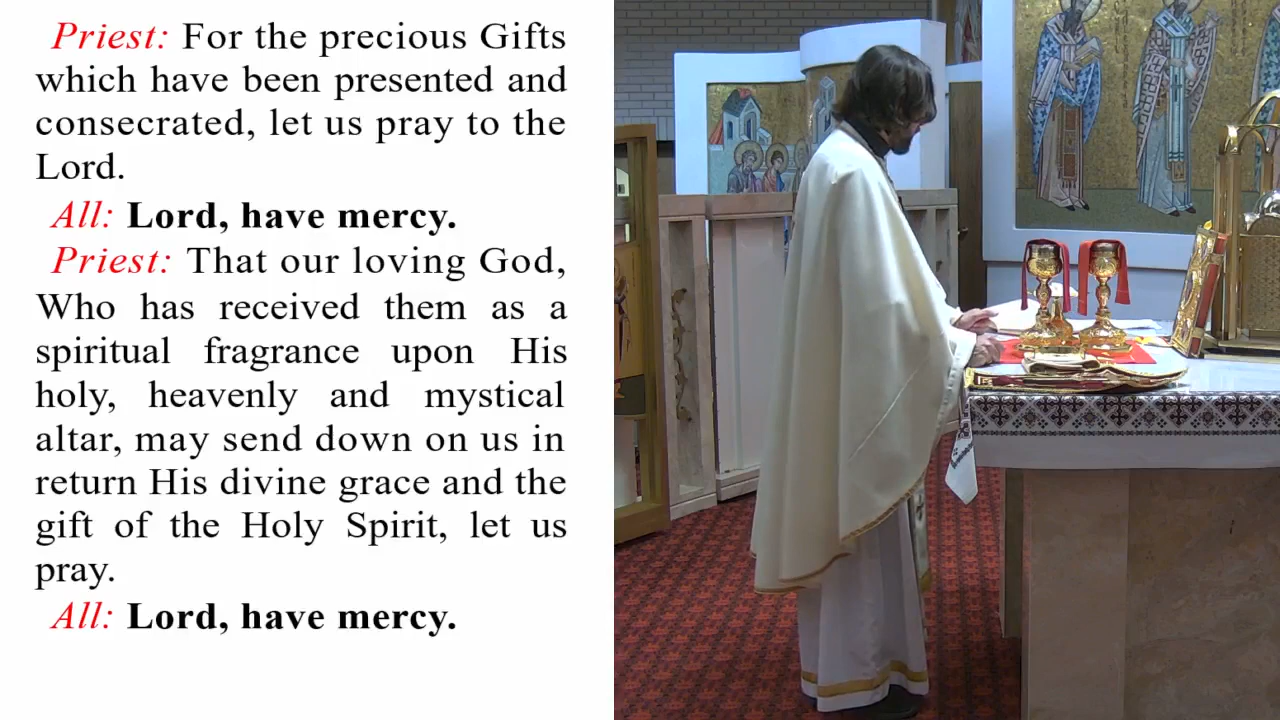 Priest: For the precious Gifts
which have been presented and
consecrated, let us pray to the
Lord.
All: Lord, have mercy.
Priest: That our loving God,
Who has received them as a
spiritual fragrance upon His
holy, heavenly and mystical
altar, may send down on us in
return His divine grace and the
gift of the Holy Spirit, let us
pray.
All: Lord, have mercy.